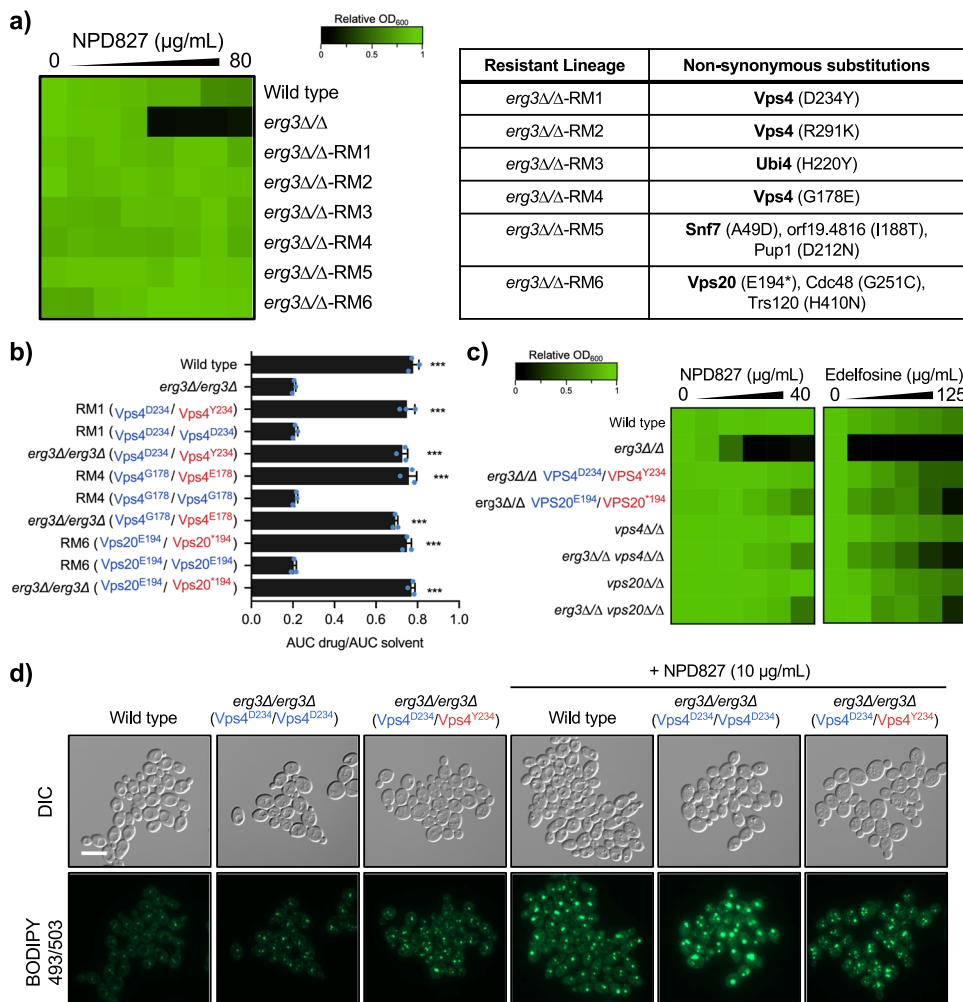 a)
Relative OD600
0 0.5 1
NPD827 (µg/mL)
0 80
Wild type
erg3Δ/Δ
erg3Δ/Δ-RM1
erg3Δ/Δ-RM2
erg3Δ/Δ-RM3
erg3Δ/Δ-RM4
erg3Δ/Δ-RM5
erg3Δ/Δ-RM6
Resistant Lineage Non-synonymous substitutions
erg3Δ/Δ-RM1 Vps4 (D234Y)
erg3Δ/Δ-RM2 Vps4 (R291K)
erg3Δ/Δ-RM3 Ubi4 (H220Y)
erg3Δ/Δ-RM4 Vps4 (G178E)
erg3Δ/Δ-RM5 Snf7 (A49D), orf19.4816 (I188T),
Pup1 (D212N)
erg3Δ/Δ-RM6 Vps20 (E194*), Cdc48 (G251C),
Trs120 (H410N)
b)
Wild type ***
erg3Δ/erg3Δ
RM1 (Vps4D234/ Vps4Y234) ***
RM1 (Vps4D234/ Vps4D234)
erg3Δ/erg3Δ (Vps4D234/ Vps4Y234) ***
RM4 (Vps4G178/ Vps4E178) ***
RM4 (Vps4G178/ Vps4G178)
erg3Δ/erg3Δ (Vps4G178/ Vps4E178) ***
RM6 (Vps20E194/ Vps20*194) ***
RM6 (Vps20E194/ Vps20E194)
erg3Δ/erg3Δ (Vps20E194/ Vps20*194) ***
0.0 0.2 0.4 0.6 0.8 1.0
AUC drug/AUC solvent
c)
Relative OD600
0 0.5 1
NPD827 (µg/mL) Edelfosine (µg/mL)
0 40 0 125
Wild type
erg3Δ/Δ
erg3Δ/Δ VPS4D234/VPS4Y234
erg3Δ/Δ VPS20E194/VPS20*194
vps4Δ/Δ
erg3Δ/Δ vps4Δ/Δ
vps20Δ/Δ
erg3Δ/Δ vps20Δ/Δ
d)
+ NPD827 (10 µg/mL)
Wild type erg3Δ/erg3Δ (Vps4D234/Vps4D234) erg3Δ/erg3Δ (Vps4D234/Vps4Y234) Wild type erg3Δ/erg3Δ (Vps4D234/Vps4D234) erg3Δ/erg3Δ (Vps4D234/Vps4Y234)
DIC
BODIPY
493/503